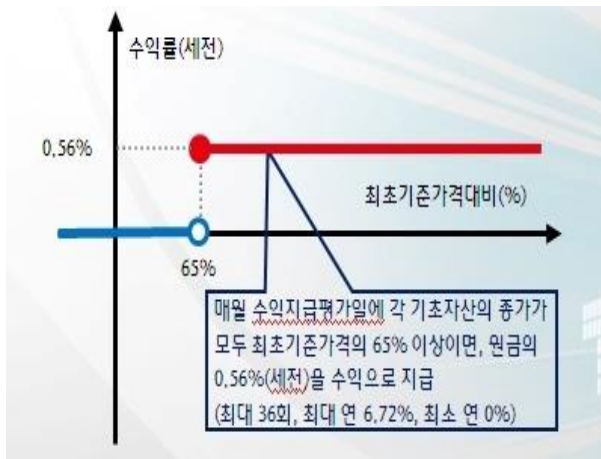 수익률(세전)
0.56%
최초기준가격대비(%)
65%
매월 수익지급평가일에 각 기초자산의 종가가
모두 최초기준가격의 65% 이상이면, 원금의
0.56%(세전)을 수익으로 지급
(최대 36회, 최대 연 6.72%, 최소 연 0%)